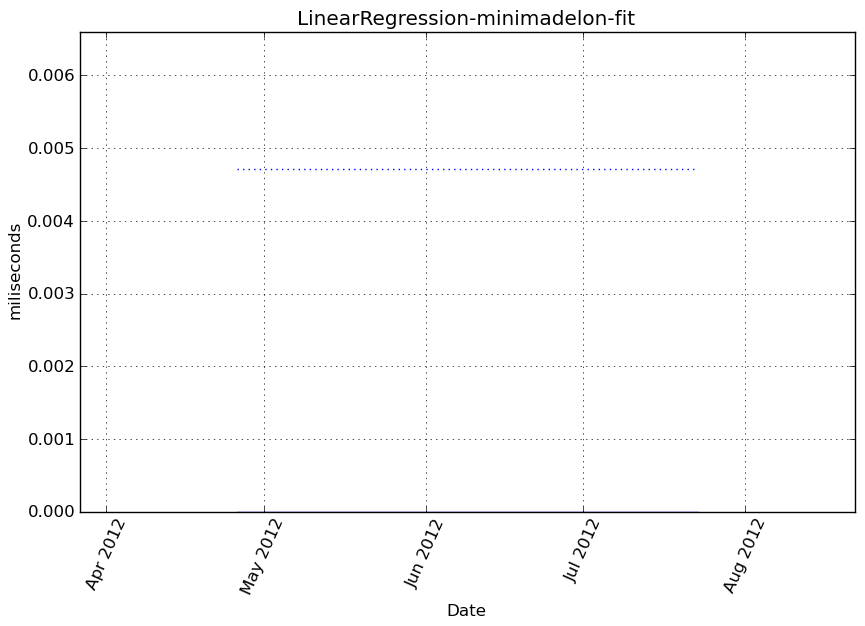 LinearRegression-minimadelon-fit
0.006
0.005
0.004
0.003
0.002
0.001
0.000
miliseconds
Apr 2012
May 2012
Jun 2012
Jul 2012
Aug 2012
Date